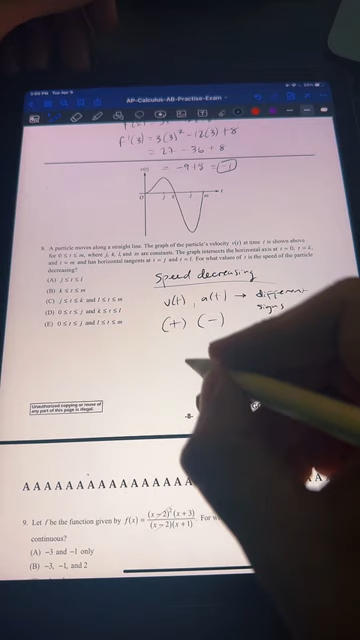 AP-Calculus-AB-Practise-Exam
f'(3) = 3(3)² - 12(3) + 8
= 27 - 36 + 8
= -9+8 = -1
v(t)
O j k l m t
8. A particle moves along a straight line. The graph of the particle's velocity v(t) at time t is shown above
for 0 ≤ t ≤ m, where j, k, l, and m are constants. The graph intersects the horizontal axis at t = 0, t = k,
and t = m and has horizontal tangents at t = j and t = l. For what values of t is the speed of the particle
decreasing?
(A) j ≤ t ≤ l
(B) k ≤ t ≤ m
(C) j ≤ t ≤ k and l ≤ t ≤ m
(D) 0 ≤ t ≤ j and k ≤ t ≤ l
(E) 0 ≤ t ≤ j and l ≤ t ≤ m
Speed decreasing
v(t), a(t) → different
signs
(+) (-)
Unauthorized copying or reuse of
any part of this page is illegal.
-8-
A A A A A A A A A A A A A A A A
9. Let f be the function given by f(x) = (x-2)²(x+3) / (x-2)(x+1). For
continuous?
(A) -3 and -1 only
(B) -3, -1, and 2